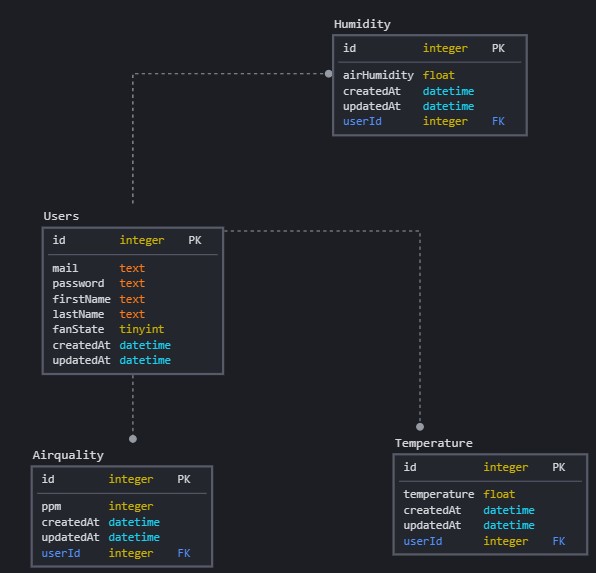 Humidity
id integer PK
airHumidity float
createdAt datetime
updatedAt datetime
userId integer FK
Users
id integer PK
mail text
password text
firstName text
lastName text
fanState tinyint
createdAt datetime
updatedAt datetime
Airquality
id integer PK
ppm integer
createdAt datetime
updatedAt datetime
userId integer FK
Temperature
id integer PK
temperature float
createdAt datetime
updatedAt datetime
userId integer FK